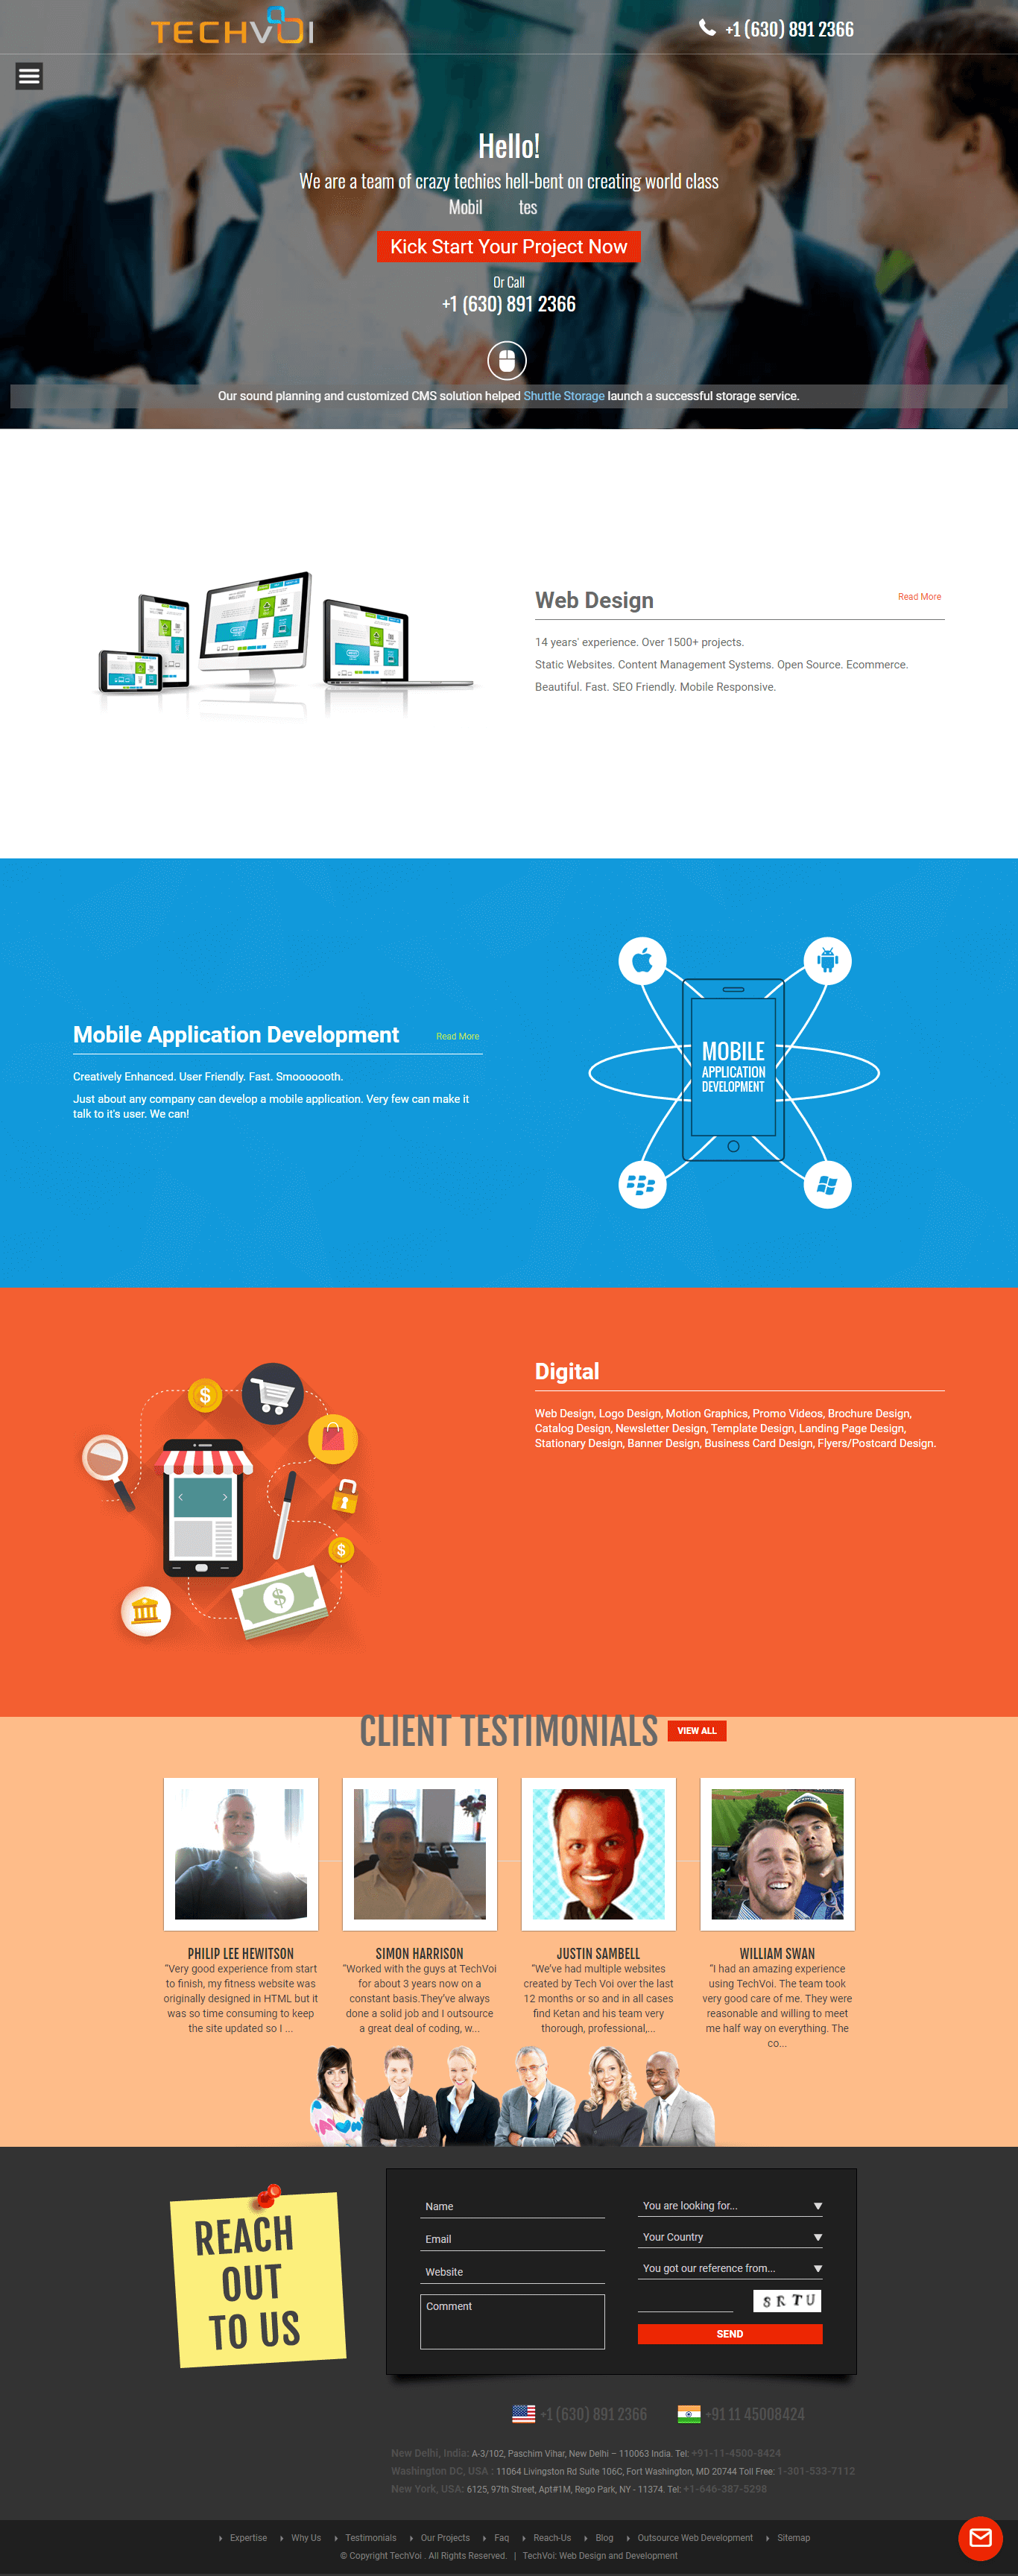 TECHVOI
+1 (630) 891 2366
Hello!
We are a team of crazy techies hell-bent on creating world class
Mobil tes
Kick Start Your Project Now
Or Call
+1 (630) 891 2366
Our sound planning and customized CMS solution helped Shuttle Storage launch a successful storage service.
Web Design
Read More
14 years' experience. Over 1500+ projects.
Static Websites. Content Management Systems. Open Source. Ecommerce.
Beautiful. Fast. SEO Friendly. Mobile Responsive.
Mobile Application Development
Read More
Creatively Enhanced. User Friendly. Fast. Smooooooth.
Just about any company can develop a mobile application. Very few can make it
talk to it's user. We can!
MOBILE
APPLICATION
DEVELOPMENT
Digital
Web Design, Logo Design, Motion Graphics, Promo Videos, Brochure Design,
Catalog Design, Newsletter Design, Template Design, Landing Page Design,
Stationary Design, Banner Design, Business Card Design, Flyers/Postcard Design.
CLIENT TESTIMONIALS
VIEW ALL
PHILIP LEE HEWITSON
"Very good experience from start
to finish, my fitness website was
originally designed in HTML but it
was so time consuming to keep
the site updated so I ...
SIMON HARRISON
"Worked with the guys at TechVoi
for about 3 years now on a
constant basis.They've always
done a solid job and I outsource
a great deal of coding, w...
JUSTIN SAMBELL
"We've had multiple websites
created by Tech Voi over the last
12 months or so and in all cases
find Ketan and his team very
thorough, professional,...
WILLIAM SWAN
"I had an amazing experience
using TechVoi. The team took
very good care of me. They were
reasonable and willing to meet
me half way on everything. The
co...
REACH
OUT
TO US
Name
Email
Website
Comment
You are looking for...
Your Country
You got our reference from...
S R T U
SEND
+1 (630) 891 2366
+91 11 45008424
New Delhi, India: A-3/102, Paschim Vihar, New Delhi – 110063 India. Tel: +91-11-4500-8424
Washington DC, USA : 11064 Livingston Rd Suite 106C, Fort Washington, MD 20744 Toll Free: 1-301-533-7112
New York, USA: 6125, 97th Street, Apt#1M, Rego Park, NY - 11374. Tel: +1-646-387-5298
Expertise Why Us Testimonials Our Projects Faq Reach-Us Blog Outsource Web Development Sitemap
© Copyright TechVoi . All Rights Reserved. | TechVoi: Web Design and Development